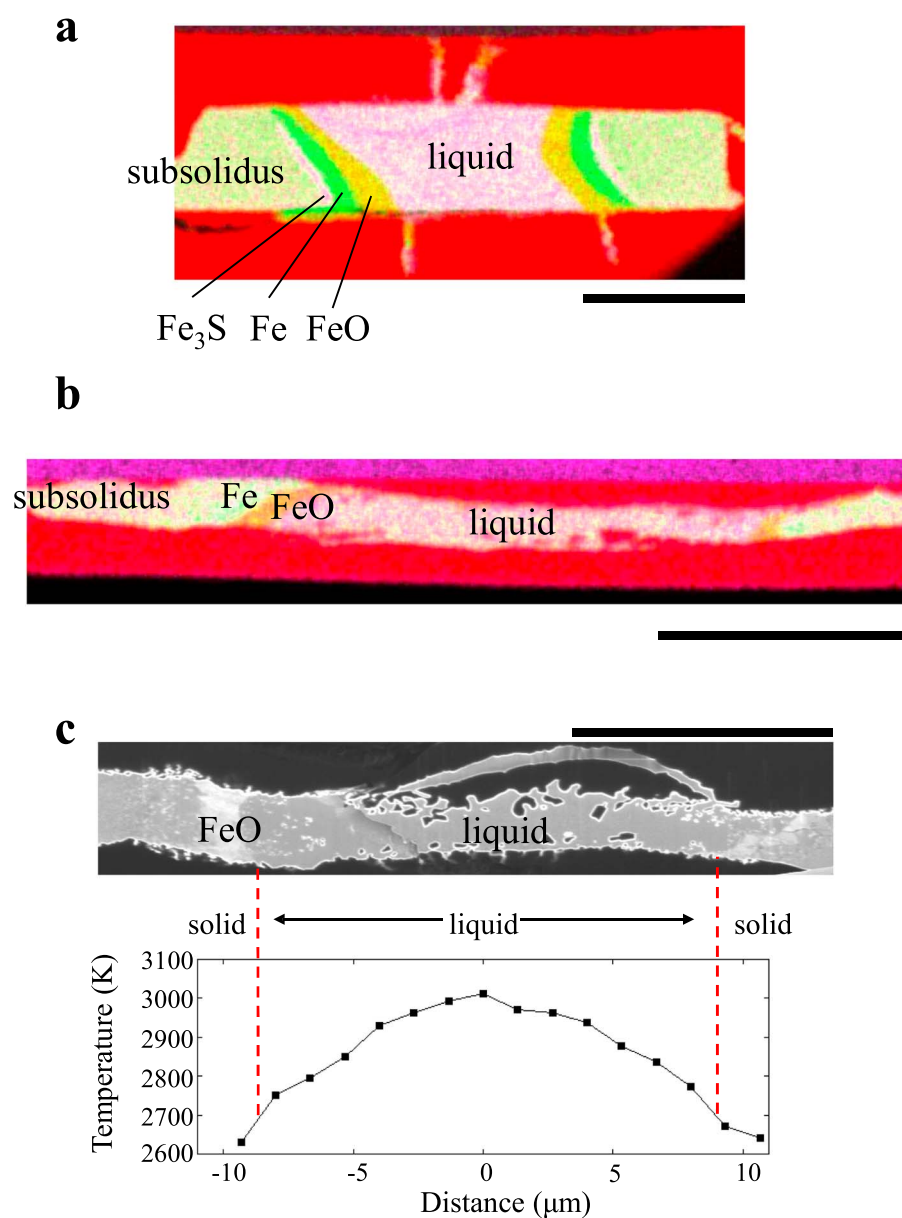 a
subsolidus
liquid
Fe₃S Fe FeO
b
subsolidus Fe FeO liquid
c
FeO liquid
solid liquid solid
Temperature (K)
3100
3000
2900
2800
2700
2600
-10 -5 0 5 10
Distance (μm)